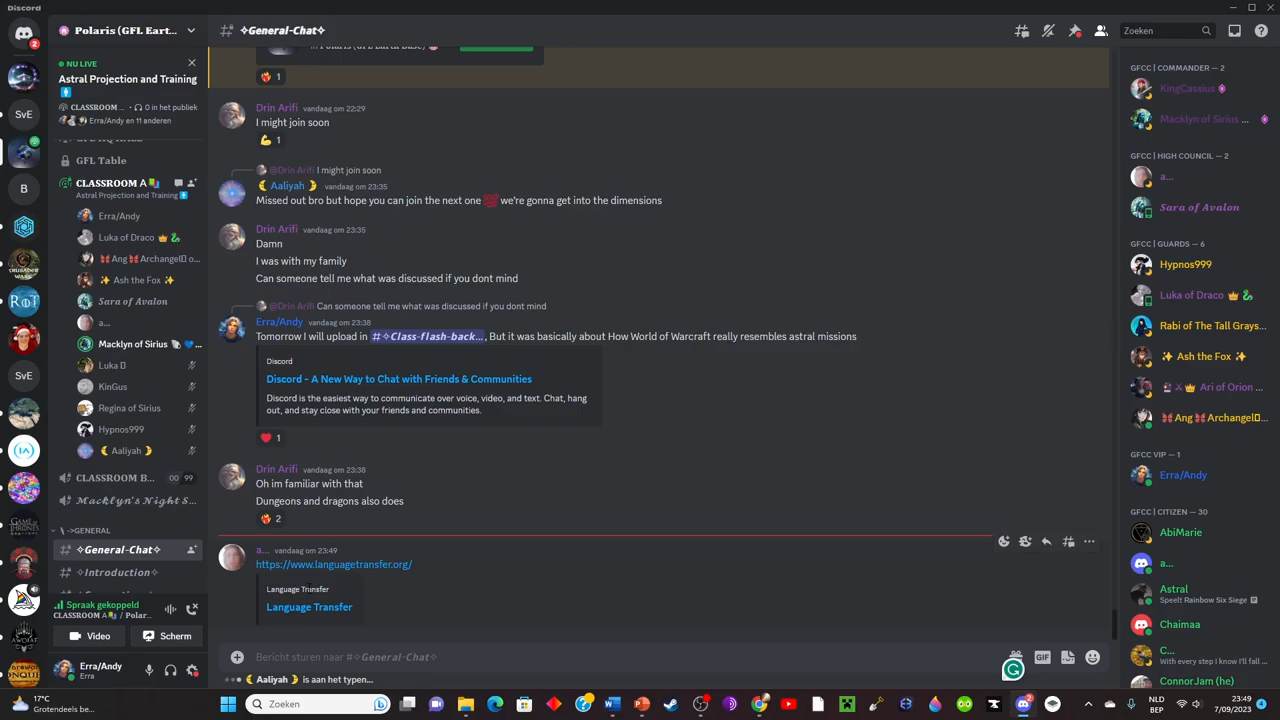 Discord
Polaris (GFL Eart...
✧General-Chat✧
Zoeken
NU LIVE
Astral Projection and Training
CLASSROOM ... 0 in het publiek
Erra/Andy en 11 anderen
GFL Table
CLASSROOM A
Astral Projection and Training
Erra/Andy
Luka of Draco
Ang Archangel o...
Ash the Fox
Sara of Avalon
a...
Macklyn of Sirius
Luka
KinGus
Regina of Sirius
Hypnos999
Aaliyah
CLASSROOM B... 00 99
Macklyn's Night S...
->GENERAL
✧General-Chat✧
✧Introduction✧
Spraak gekoppeld
CLASSROOM A / Polar...
Video
Scherm
Erra/Andy
Erra
1
Drin Arifi vandaag om 22:29
I might join soon
1
@Drin Arifi I might join soon
Aaliyah vandaag om 23:35
Missed out bro but hope you can join the next one 💯 we're gonna get into the dimensions
Drin Arifi vandaag om 23:35
Damn
I was with my family
Can someone tell me what was discussed if you dont mind
@Drin Arifi Can someone tell me what was discussed if you dont mind
Erra/Andy vandaag om 23:38
Tomorrow I will upload in #✧Class-flash-back..., But it was basically about How World of Warcraft really resembles astral missions
Discord
Discord - A New Way to Chat with Friends & Communities
Discord is the easiest way to communicate over voice, video, and text. Chat, hang
out, and stay close with your friends and communities.
1
Drin Arifi vandaag om 23:38
Oh im familiar with that
Dungeons and dragons also does
2
a... vandaag om 23:49
https://www.languagetransfer.org/
Language Transfer
Language Transfer
Bericht sturen naar #✧General-Chat✧
GIF
Aaliyah is aan het typen...
GFCC | COMMANDER — 2
KingCassius
Macklyn of Sirius ...
GFCC | HIGH COUNCIL — 2
a...
Sara of Avalon
GFCC | GUARDS — 6
Hypnos999
Luka of Draco
Rabi of The Tall Grays...
Ash the Fox
Ari of Orion ...
Ang Archangel...
GFCC VIP — 1
Erra/Andy
GFCC | CITIZEN — 30
AbiMarie
a...
Astral
Speelt Rainbow Six Siege
Chaimaa
C...
With every step I know I'll fall ...
ConnorJam (he)
17°C
Grotendeels be...
Zoeken
NLD
BEP
23:49
7/09/2023